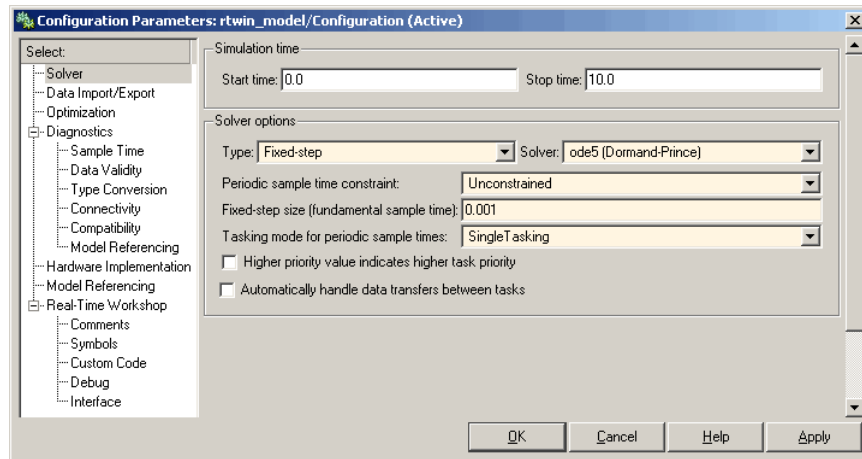 Configuration Parameters: rtwin_model/Configuration (Active)
Select:
Solver
Data Import/Export
Optimization
Diagnostics
Sample Time
Data Validity
Type Conversion
Connectivity
Compatibility
Model Referencing
Hardware Implementation
Model Referencing
Real-Time Workshop
Comments
Symbols
Custom Code
Debug
Interface
Simulation time
Start time: 0.0 Stop time: 10.0
Solver options
Type: Fixed-step Solver: ode5 (Dormand-Prince)
Periodic sample time constraint: Unconstrained
Fixed-step size (fundamental sample time): 0.001
Tasking mode for periodic sample times: SingleTasking
Higher priority value indicates higher task priority
Automatically handle data transfers between tasks
OK Cancel Help Apply